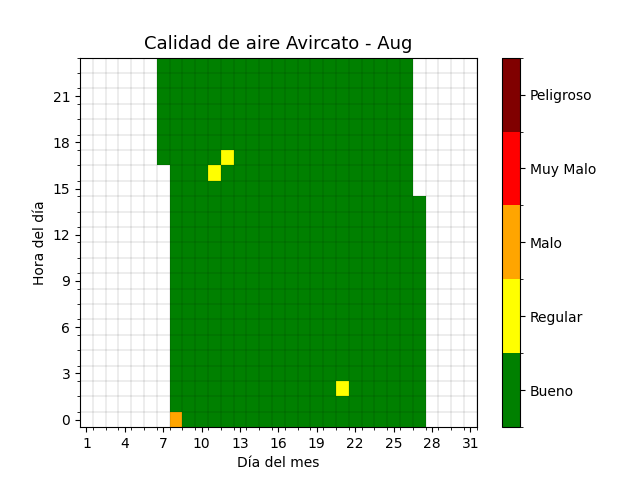 Calidad de aire Avircato - Aug
Hora del día
21
18
15
12
9
6
3
0
1 4 7 10 13 16 19 22 25 28 31
Día del mes
Peligroso
Muy Malo
Malo
Regular
Bueno